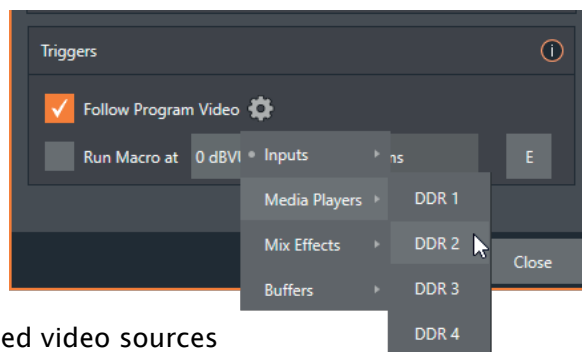 Triggers
Follow Program Video
Run Macro at 0 dBVU ns E
Inputs
Media Players DDR 1
Mix Effects DDR 2
Close
Buffers DDR 3
DDR 4
ed video sources